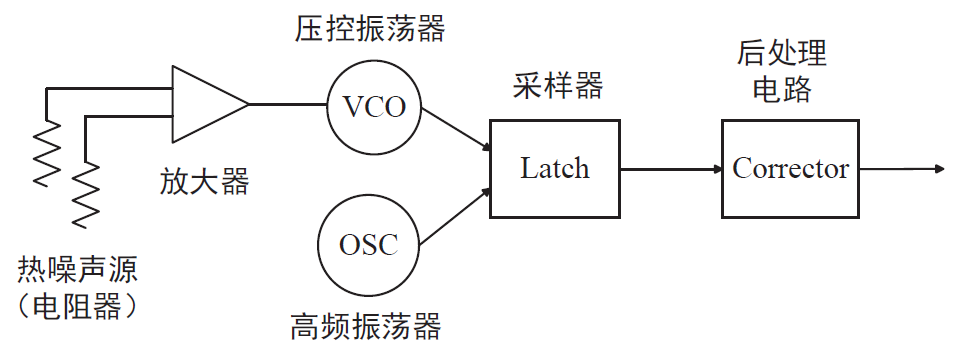 压控振荡器
VCO
放大器
热噪声源
（电阻器）
OSC
高频振荡器
采样器
Latch
后处理
电路
Corrector